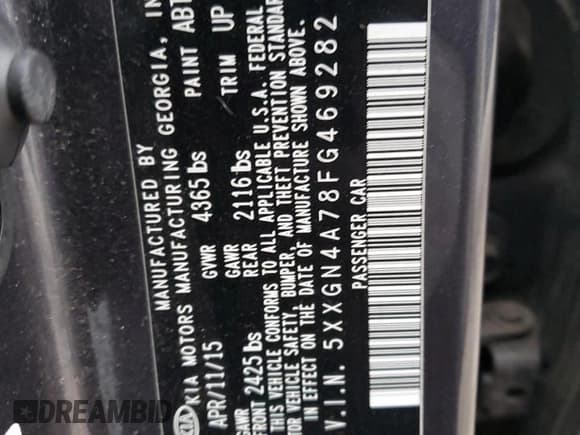 MANUFACTURED BY
KIA KIA MOTORS MANUFACTURING GEORGIA, IN
APR/11/15 PAINT ABT
GVWR 4365 lbs TRIM UP
GAWR FRONT 2425 lbs GAWR REAR 2116 lbs
THIS VEHICLE CONFORMS TO ALL APPLICABLE U.S.A. FEDERAL
MOTOR VEHICLE SAFETY, BUMPER, AND THEFT PREVENTION STANDAR
IN EFFECT ON THE DATE OF MANUFACTURE SHOWN ABOVE.
V.I.N. 5XXGN4A78FG469282
PASSENGER CAR
DREAMBID